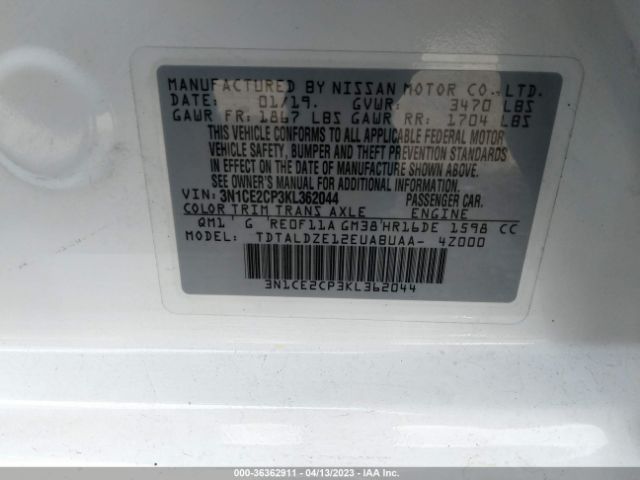 MANUFACTURED BY NISSAN MOTOR CO.,LTD.
DATE: 01/19. GVWR: 3470 LBS
GAWR FR: 1867 LBS GAWR RR: 1704 LBS
THIS VEHICLE CONFORMS TO ALL APPLICABLE FEDERAL MOTOR
VEHICLE SAFETY, BUMPER AND THEFT PREVENTION STANDARDS
IN EFFECT ON THE DATE OF MANUFACTURE SHOWN ABOVE.
SEE OWNER'S MANUAL FOR ADDITIONAL INFORMATION.
VIN: 3N1CE2CP3KL362044 PASSENGER CAR.
COLOR TRIM TRANS AXLE ENGINE
QM1 G RE0F11A GM38 HR16DE 1598 CC
MODEL: TDTALDZE12EUA8UAA- 4Z000
3N1CE2CP3KL362044
000-36362911 - 04/13/2023 - IAAI.COM